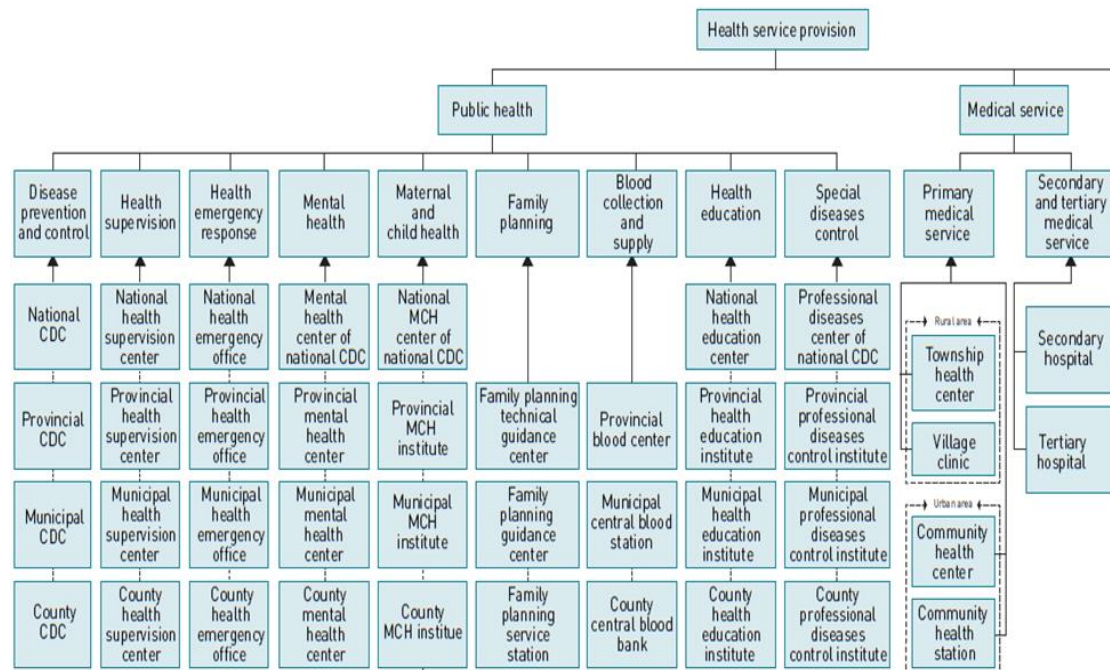 Health service provision
Public health
Medical service
Disease
prevention
and control
Health
supervision
Health
emergency
response
Mental
health
Maternal
and
child health
Family
planning
Blood
collection
and
supply
Health
education
Special
diseases
control
Primary
medical
service
Secondary
and tertiary
medical
service
National
CDC
National
health
supervision
center
National
health
emergency
office
Mental
health
center of
national CDC
National
MCH
center of
national CDC
National
health
education
center
Professional
diseases
center of
national CDC
Rural area
Township
health
center
Secondary
hospital
Provincial
CDC
Provincial
health
supervision
center
Provincial
health
emergency
office
Provincial
mental
health
center
Provincial
MCH
institute
Family planning
technical
guidance
center
Provincial
blood center
Provincial
health
education
institute
Provincial
professional
diseases
control institute
Village
clinic
Tertiary
hospital
Municipal
CDC
Municipal
health
supervision
center
Municipal
health
emergency
office
Municipal
mental
health
center
Municipal
MCH
institute
Family
planning
guidance
center
Municipal
central blood
station
Municipal
health
education
institute
Municipal
professional
diseases
control institute
Urban area
Community
health
center
County
CDC
County
health
supervision
center
County
health
emergency
office
County
mental
health
center
County
MCH institue
Family
planning
service
station
County
central blood
bank
County
health
education
institute
County
professional
diseases
control institute
Community
health
station